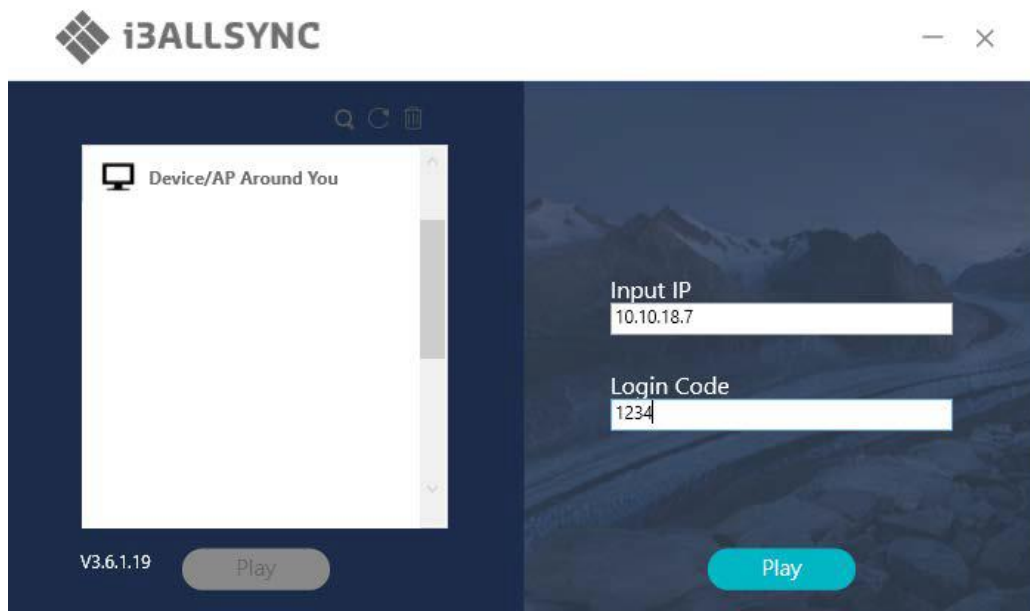 i3ALLSYNC
Device/AP Around You
V3.6.1.19
Play
Input IP
10.10.18.7
Login Code
1234
Play